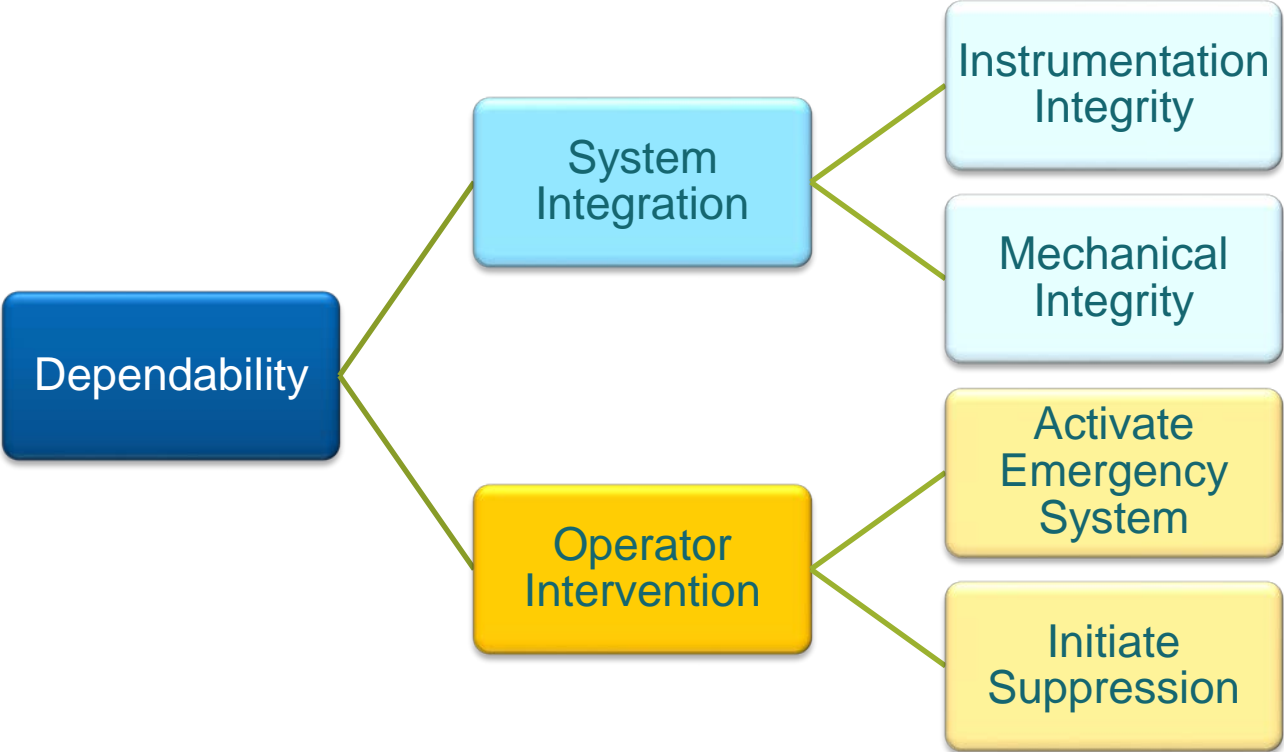 Dependability
System
Integration
Instrumentation
Integrity
Mechanical
Integrity
Operator
Intervention
Activate
Emergency
System
Initiate
Suppression